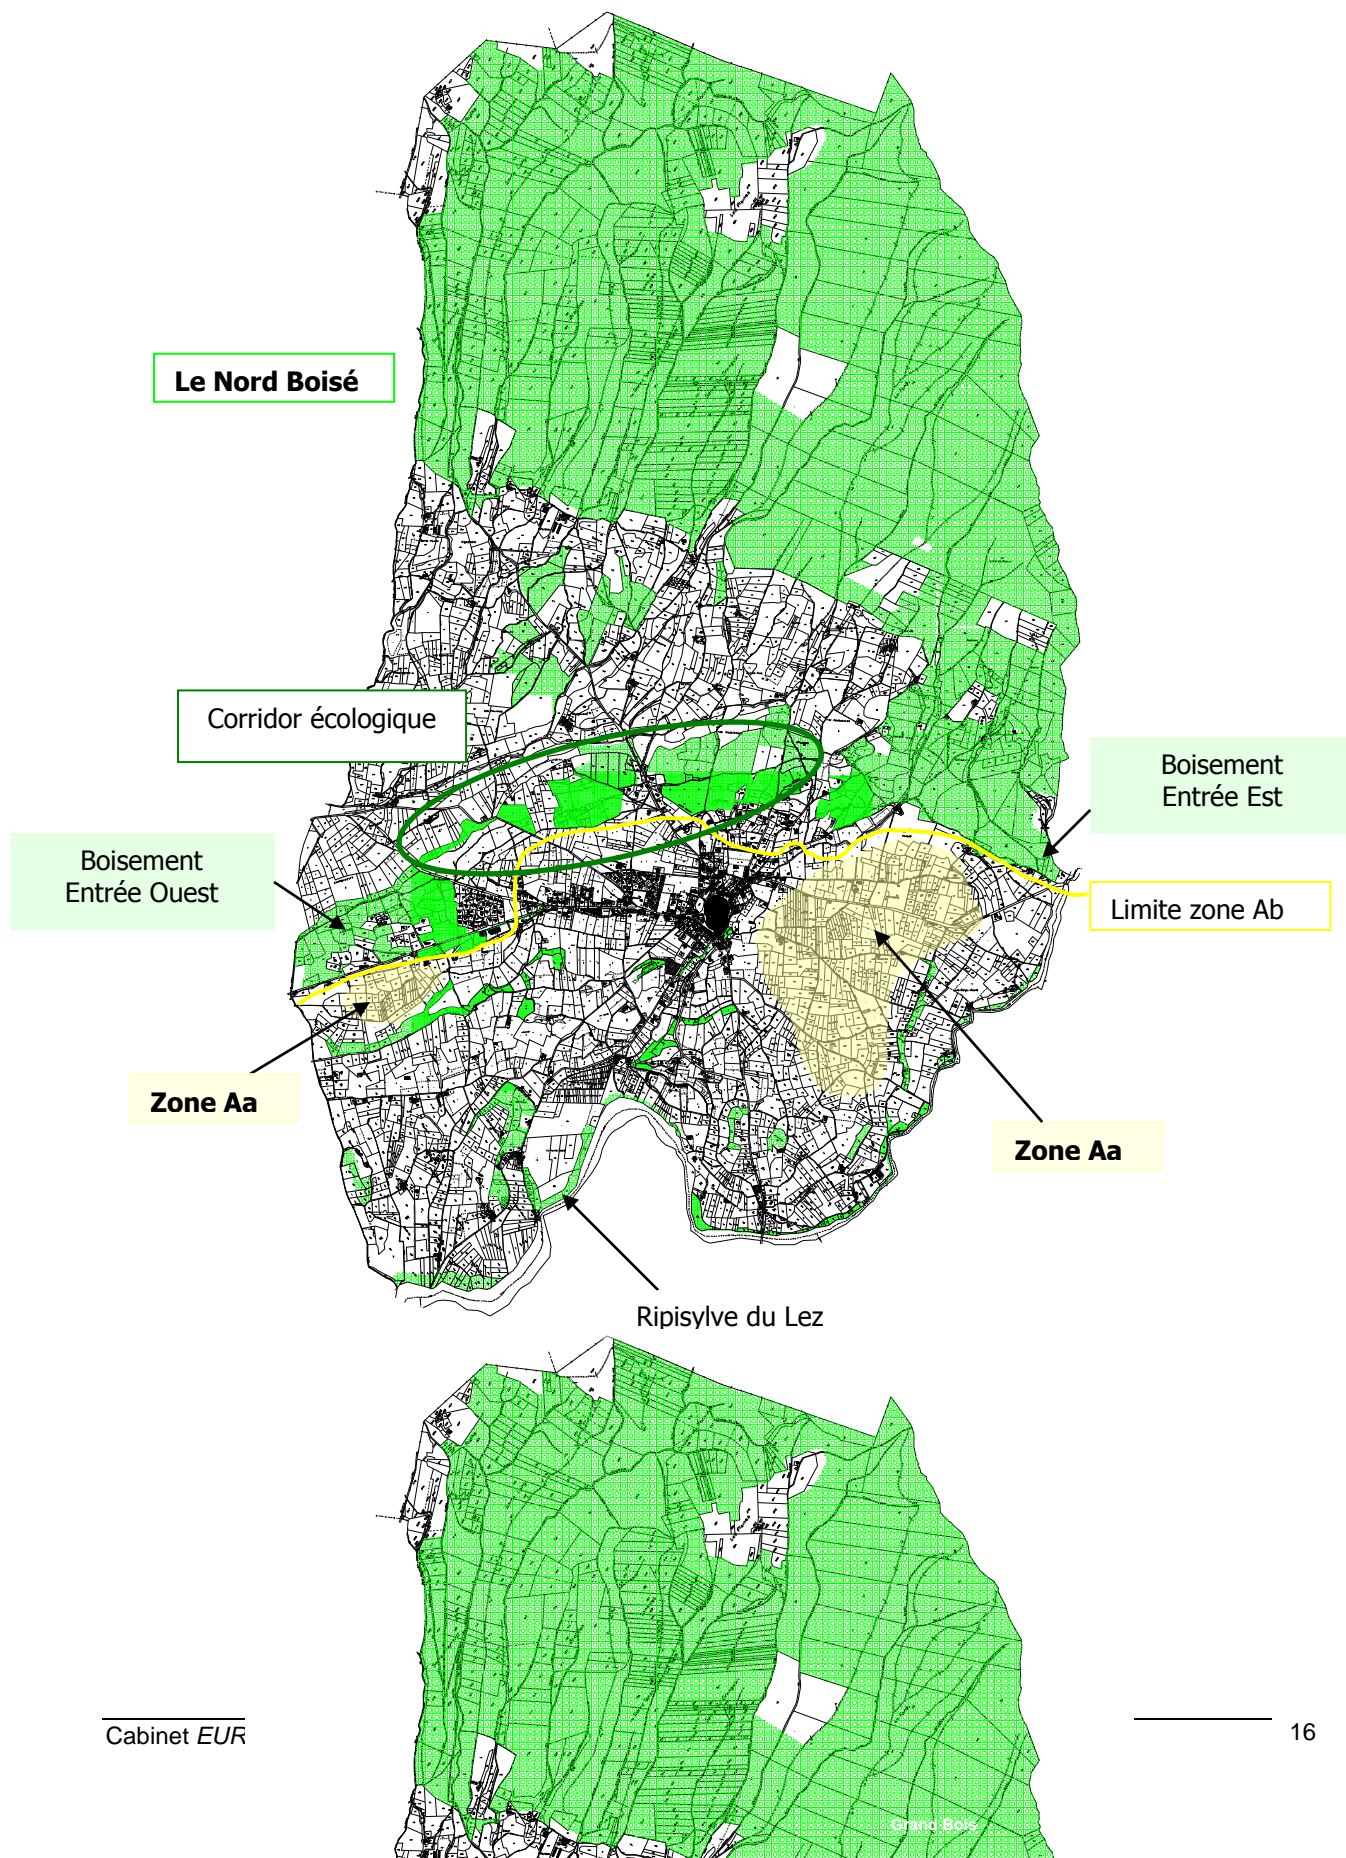 Le Nord Boisé
Corridor écologique
Boisement
Entrée Est
Boisement
Entrée Ouest
Limite zone Ab
Zone Aa
Zone Aa
Ripisylve du Lez
Cabinet EUR
16
Grand Bois